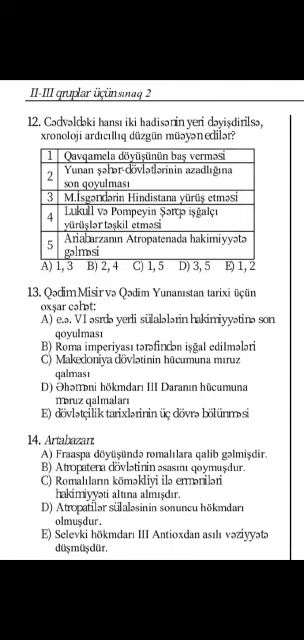 II-III qruplar üçün sınaq 2
12. Cədvəldəki hansı iki hadisənin yeri dəyişdirilsə,
xronoloji ardıcıllıq düzgün müəyən edilər?
1 Qavqamela döyüşünün baş verməsi
2 Yunan şəhər-dövlətlərinin azadlığına
son qoyulması
3 M.İsgəndərin Hindistana yürüş etməsi
4 Lukull və Pompeyin Şərqə işğalçı
yürüşlər təşkil etməsi
5 Ariabarzanın Atropatenada hakimiyyətə
gəlməsi
A) 1, 3 B) 2, 4 C) 1, 5 D) 3, 5 E) 1, 2
13. Qədim Misir və Qədim Yunanıstan tarixi üçün
oxşar cəhət:
A) e.ə. VI əsrdə yerli sülalələrin hakimiyyətinə son
qoyulması
B) Roma imperiyası tərəfindən işğal edilmələri
C) Makedoniya dövlətinin hücumuna mıruz
qalması
D) Əhəməni hökmdarı III Daranın hücumuna
məruz qalmaları
E) dövlətçilik tarixlərinin üç dövrə bölünməsi
14. Artabazan:
A) Fraaspa döyüşündə romalılara qalib gəlmişdir.
B) Atropatena dövlətinin əsasını qoymuşdur.
C) Romalıların köməkliyi ilə erməniləri
hakimiyyəti altına almışdır.
D) Atropatilər sülaləsinin sonuncu hökmdarı
olmuşdur.
E) Selevki hökmdarı III Antioxdan asılı vəziyyətə
düşmüşdür.